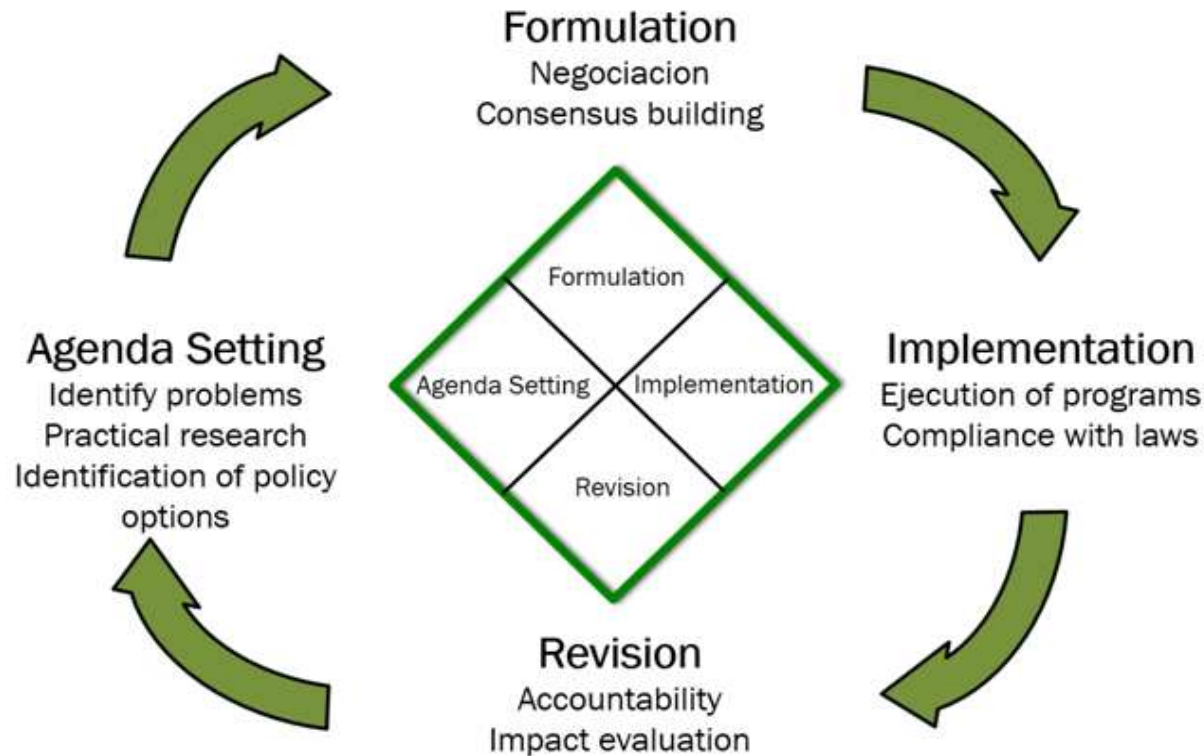 Formulation
Negociacion
Consensus building
Agenda Setting
Identify problems
Practical research
Identification of policy
options
Formulation
Agenda Setting
Implementation
Revision
Implementation
Ejecution of programs
Compliance with laws
Revision
Accountability
Impact evaluation